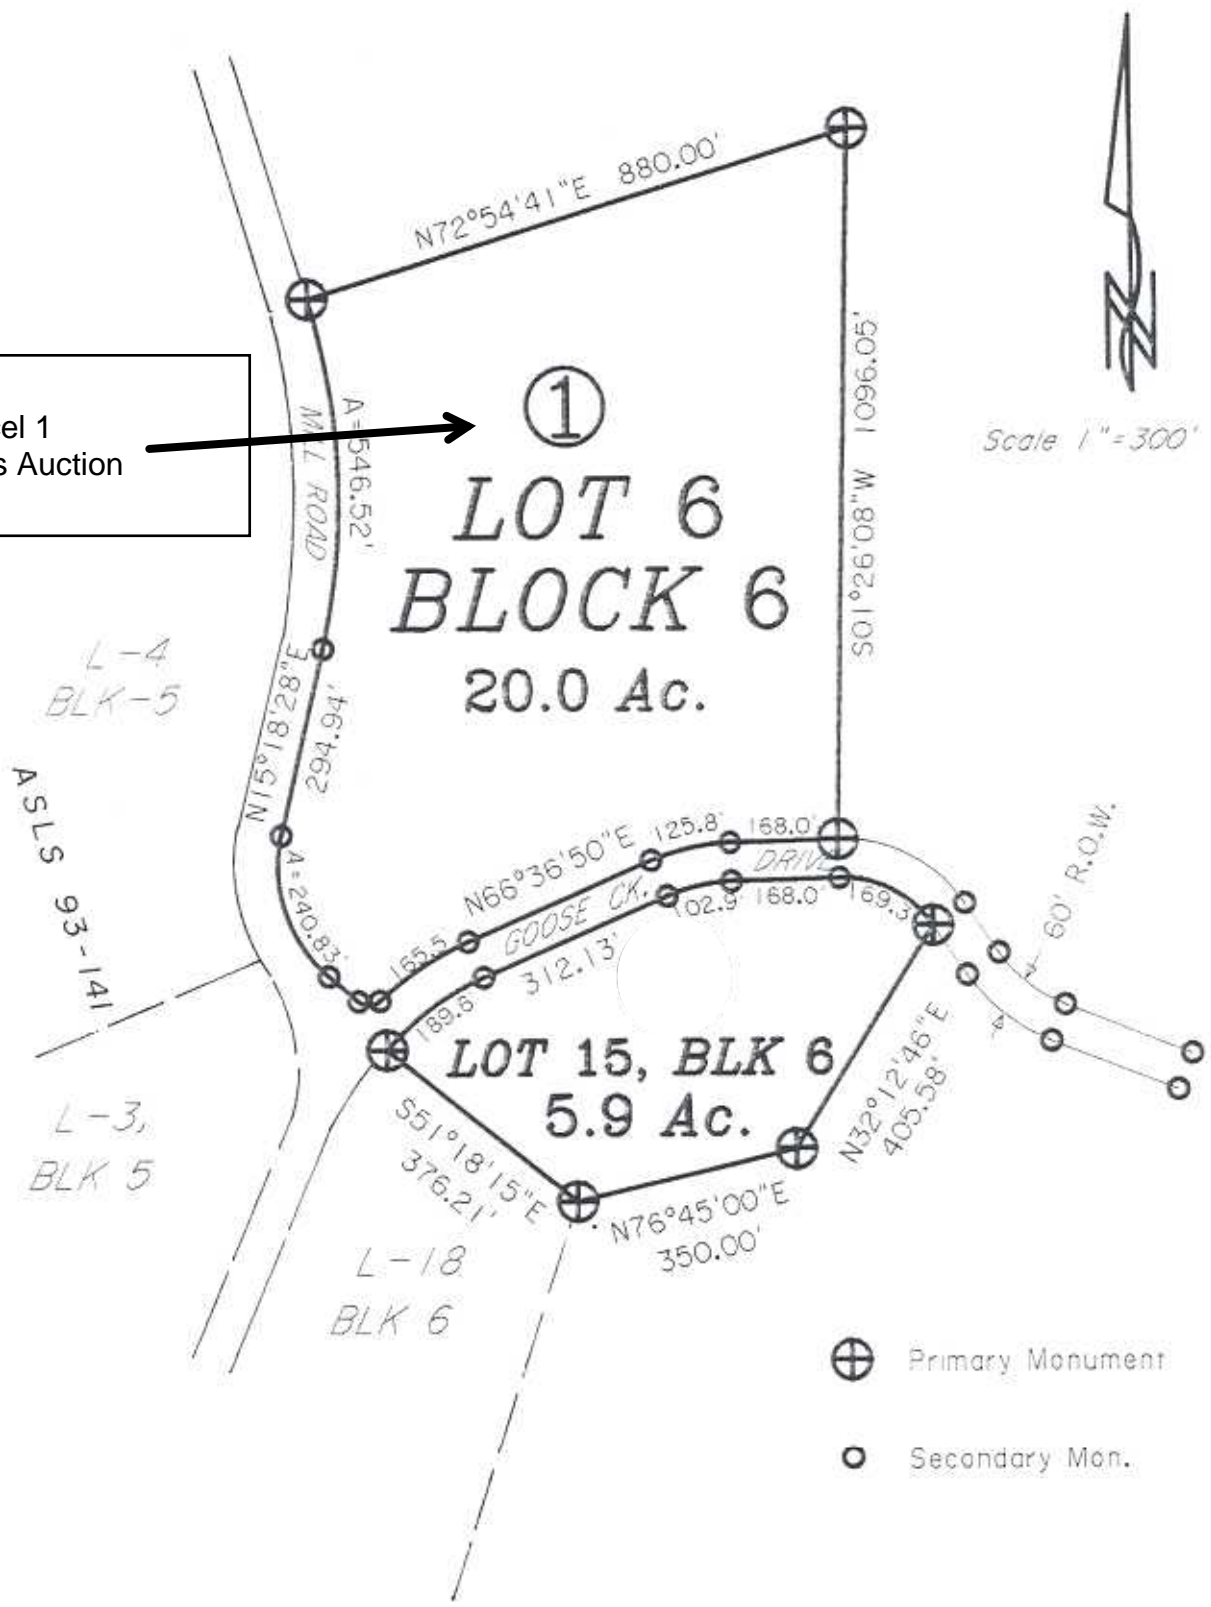 N72°54'41"E 880.00'
S01°26'08"W 1096.05'
Scale 1"=300'
cel 1
s Auction
A=546.52'
MILL ROAD
1
LOT 6
BLOCK 6
20.0 Ac.
L-4
BLK-5
N15°18'28"E
294.94'
ASLS 93-141
A=240.83'
165.5'
N66°36'50"E
125.8'
168.0'
GOOSE CK. DRIVE
189.8'
312.13'
102.9'
168.0'
169.3'
60' R.O.W.
LOT 15, BLK 6
5.9 Ac.
N32°12'46"E
405.58'
S51°18'15"E
376.21'
N76°45'00"E
350.00'
L-3,
BLK 5
L-18
BLK 6
Primary Monument
Secondary Mon.
N